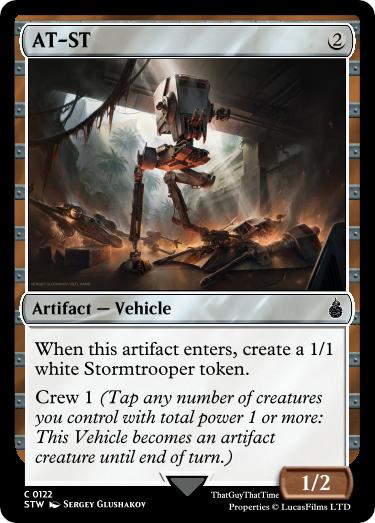 AT-ST 2
SERGEY GLUSHAKOV
Artifact — Vehicle
When this artifact enters, create a 1/1
white Stormtrooper token.
Crew 1 (Tap any number of creatures
you control with total power 1 or more:
This Vehicle becomes an artifact
creature until end of turn.)
1/2
C 0122
STW SERGEY GLUSHAKOV
ThatGuyThatTime
Properties © LucasFilms LTD